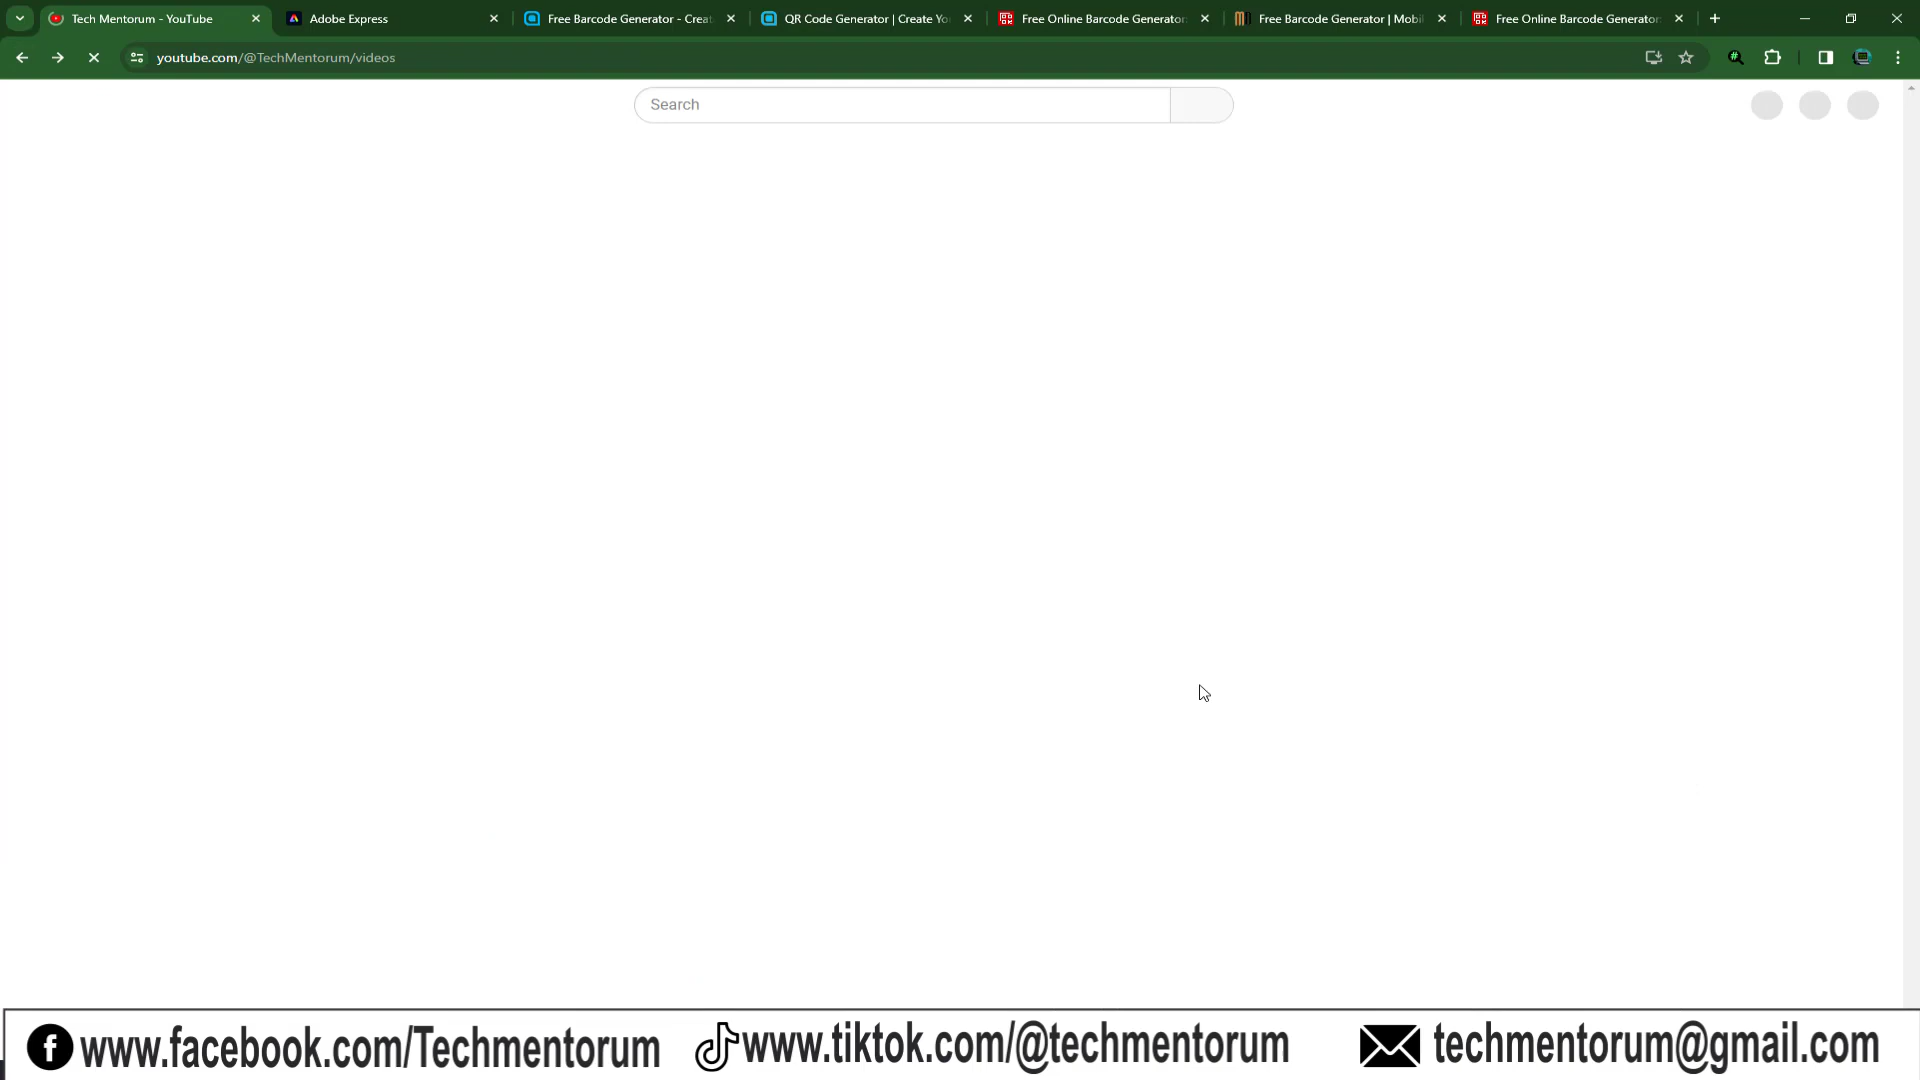 Tech Mentorum - YouTube
Adobe Express
Free Barcode Generator - Creat
QR Code Generator | Create Yo
Free Online Barcode Generator
Free Barcode Generator | Mobil
Free Online Barcode Generator
youtube.com/@TechMentorum/videos
Search
www.facebook.com/Techmentorum
www.tiktok.com/@techmentorum
techmentorum@gmail.com